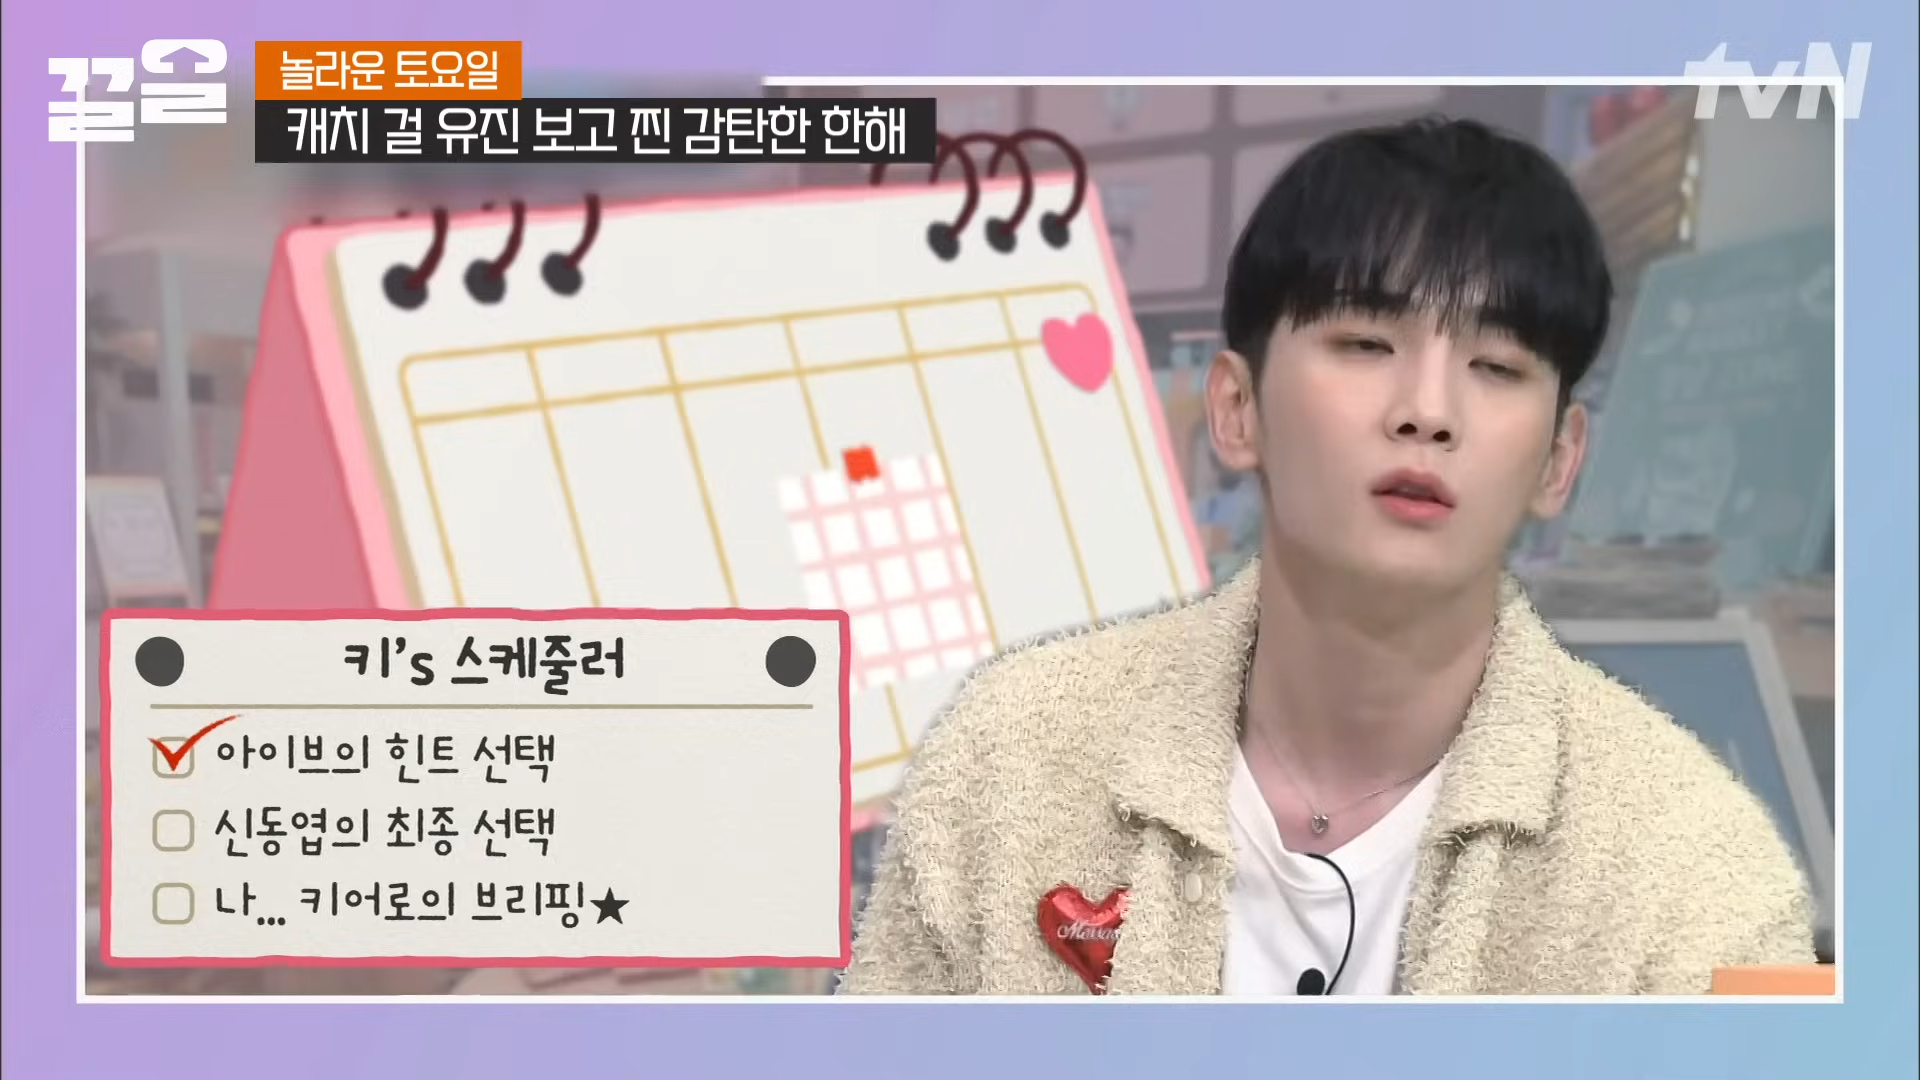 꿀올
놀라운 토요일
캐치 걸 유진 보고 찐 감탄한 한해
tvN
키's 스케줄러
아이브의 힌트 선택
신동엽의 최종 선택
나... 키어로의 브리핑★